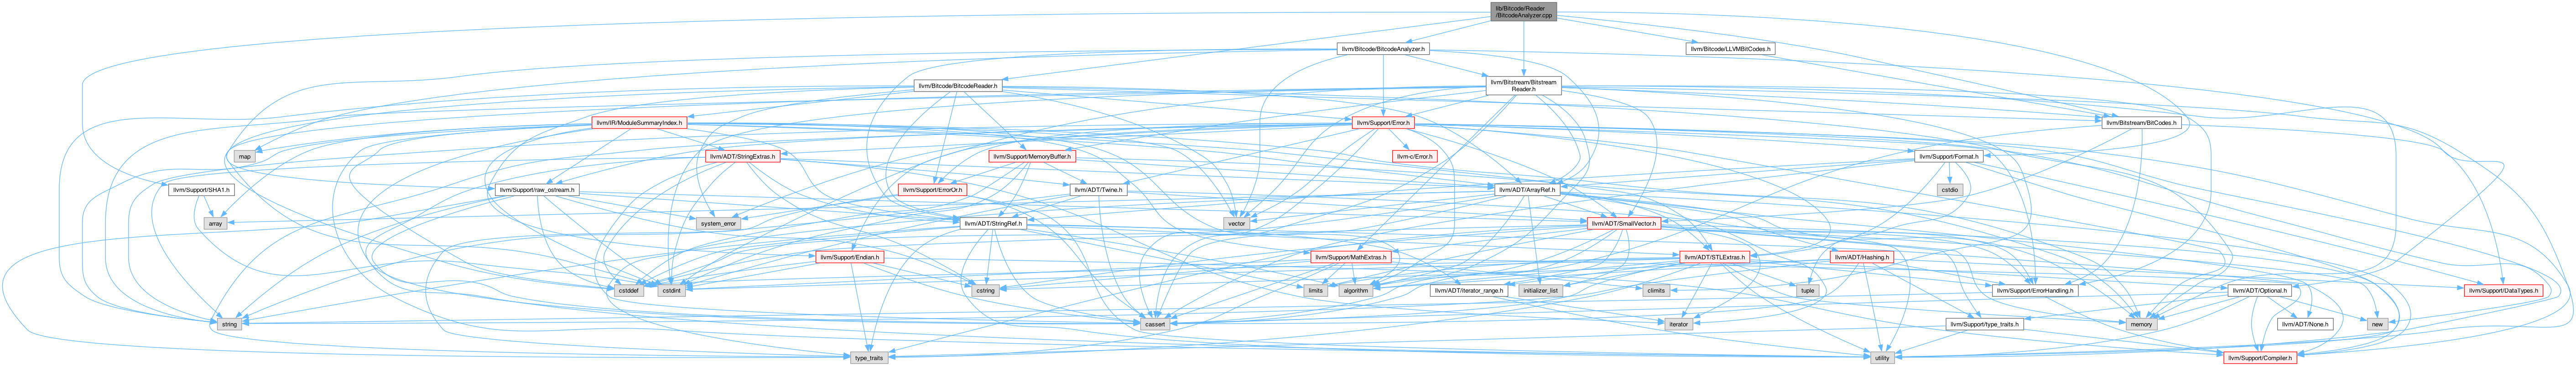 lib/Bitcode/Reader
/BitcodeAnalyzer.cpp
llvm/Bitcode/BitcodeAnalyzer.h
llvm/Bitcode/LLVMBitCodes.h
llvm/Bitcode/BitcodeReader.h
llvm/Bitstream/Bitstream
Reader.h
llvm/IR/ModuleSummaryIndex.h
llvm/Support/Error.h
llvm/Bitstream/BitCodes.h
map
llvm/ADT/StringExtras.h
llvm/Support/MemoryBuffer.h
llvm-c/Error.h
llvm/Support/Format.h
llvm/Support/SHA1.h
llvm/Support/raw_ostream.h
llvm/Support/ErrorOr.h
llvm/ADT/Twine.h
llvm/ADT/ArrayRef.h
cstdio
array
system_error
llvm/ADT/StringRef.h
vector
llvm/ADT/SmallVector.h
llvm/Support/Endian.h
llvm/Support/MathExtras.h
llvm/ADT/STLExtras.h
llvm/ADT/Hashing.h
cstddef
cstdint
cstring
limits
algorithm
llvm/ADT/iterator_range.h
initializer_list
tuple
climits
llvm/Support/ErrorHandling.h
llvm/ADT/Optional.h
llvm/Support/DataTypes.h
string
cassert
iterator
llvm/Support/type_traits.h
memory
llvm/ADT/None.h
new
type_traits
utility
llvm/Support/Compiler.h